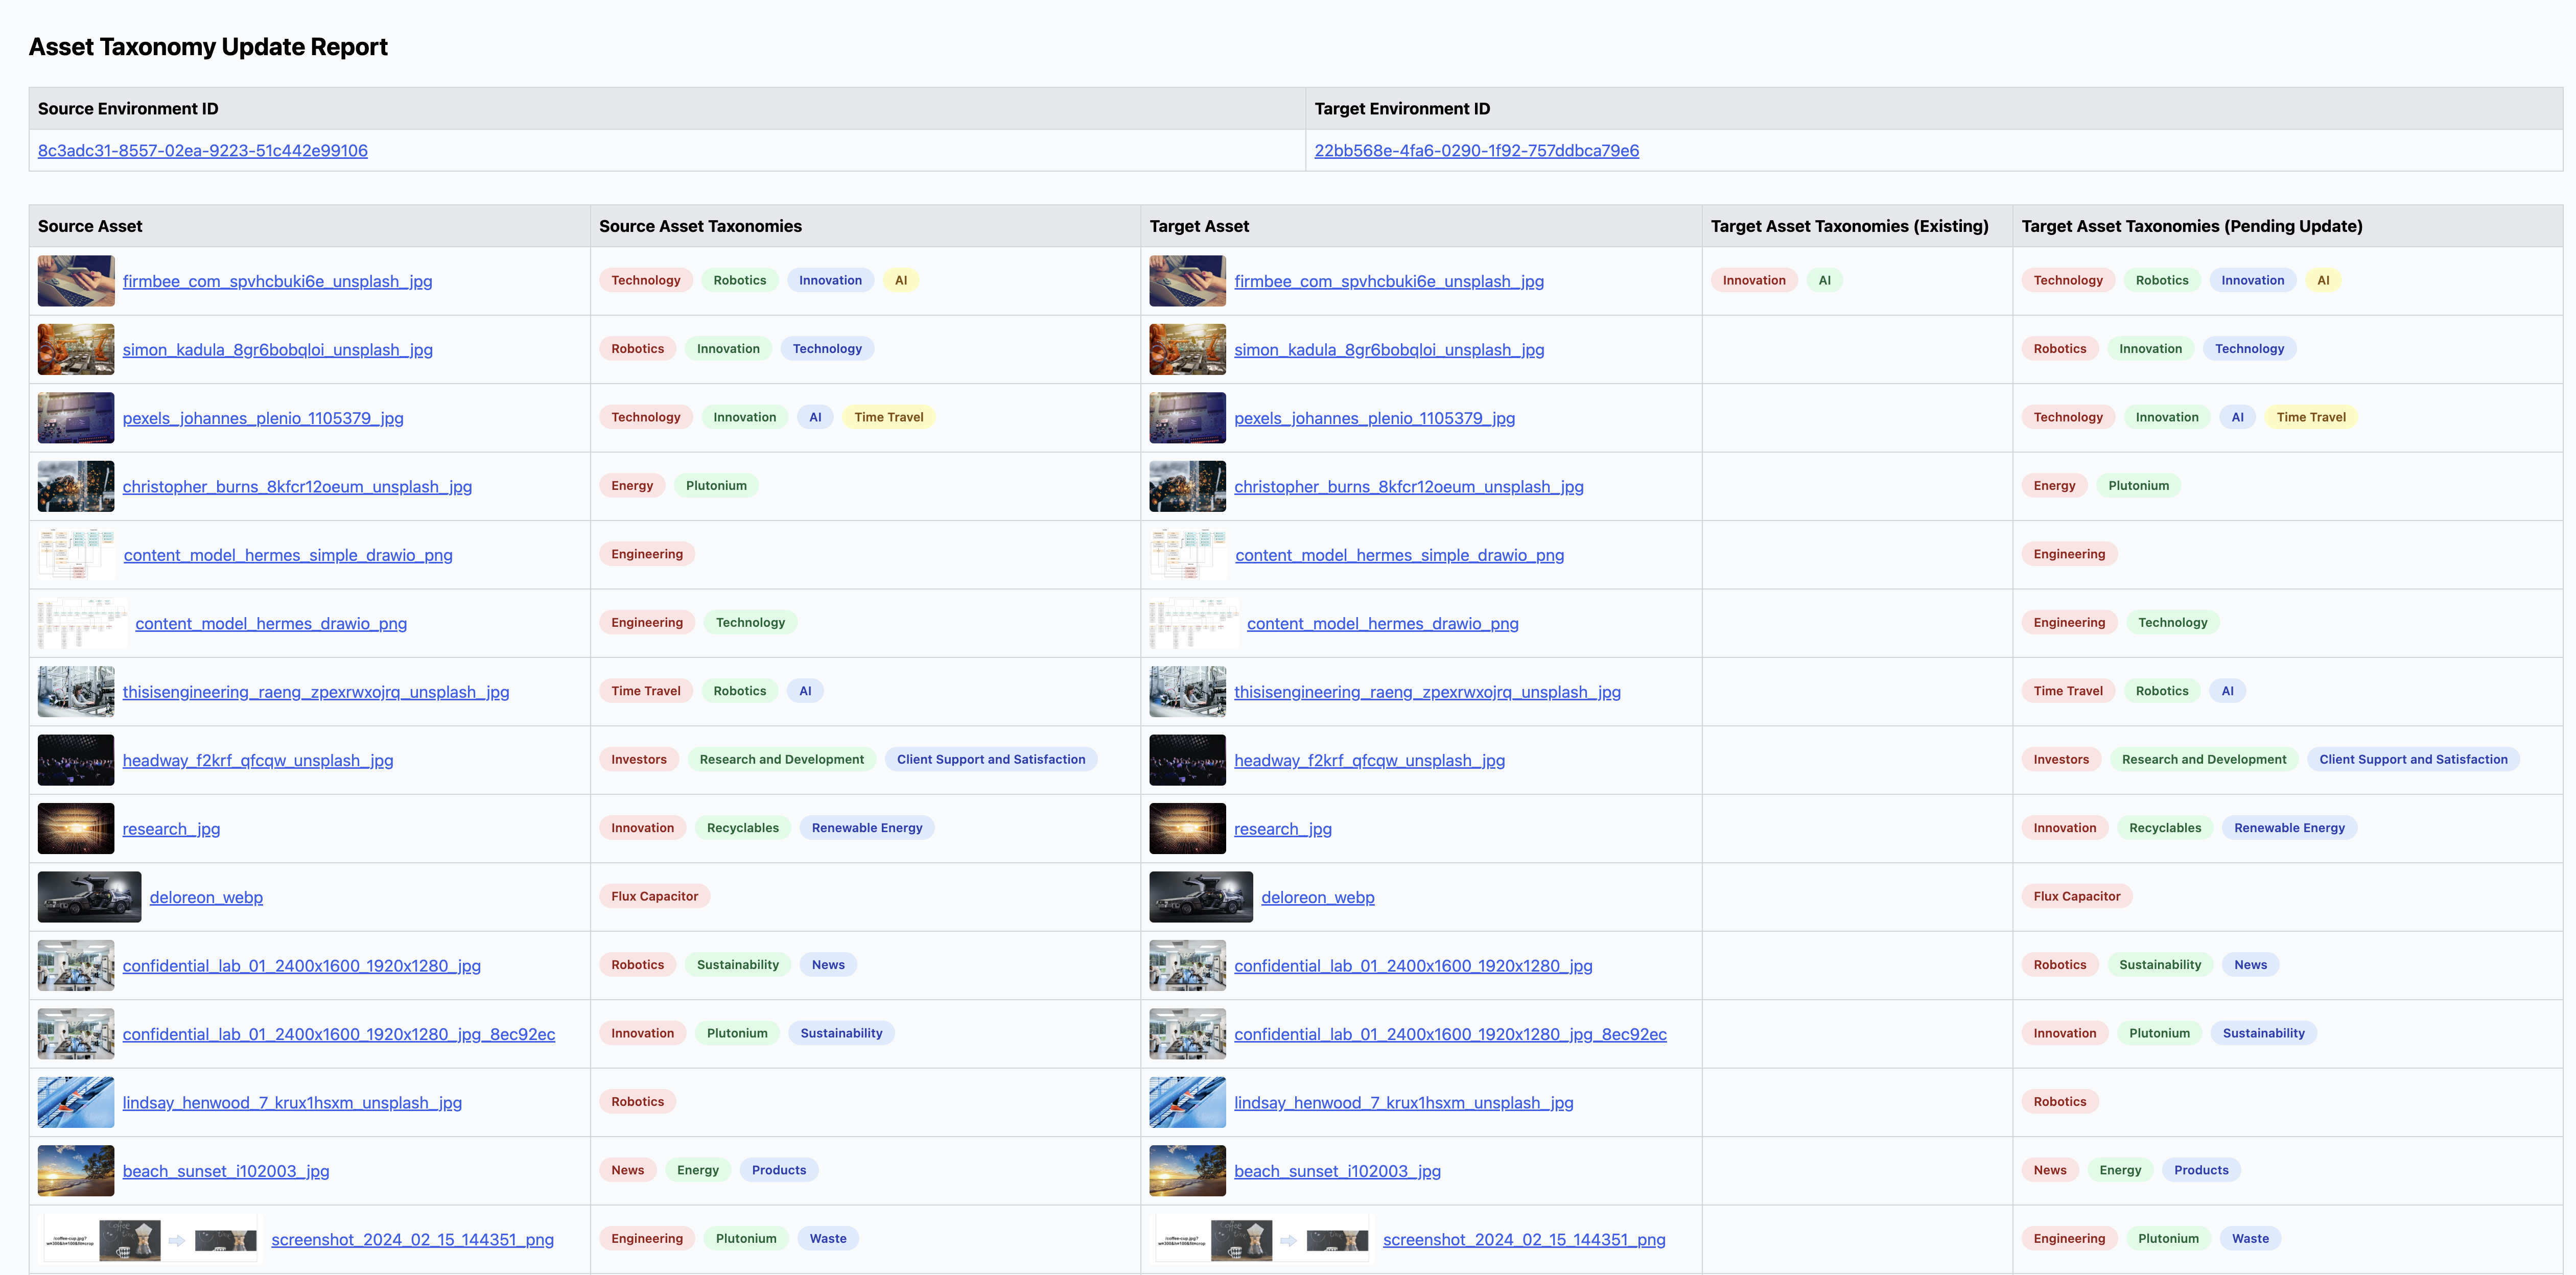 Asset Taxonomy Update Report
Source Environment ID Target Environment ID
8c3adc31-8557-02ea-9223-51c442e99106 22bb568e-4fa6-0290-1f92-757ddbca79e6
Source Asset Source Asset Taxonomies Target Asset Target Asset Taxonomies (Existing) Target Asset Taxonomies (Pending Update)
firmbee_com_spvhcbuki6e_unsplash_jpg Technology Robotics Innovation AI firmbee_com_spvhcbuki6e_unsplash_jpg Innovation AI Technology Robotics Innovation AI
simon_kadula_8gr6bobqloi_unsplash_jpg Robotics Innovation Technology simon_kadula_8gr6bobqloi_unsplash_jpg Robotics Innovation Technology
pexels_johannes_plenio_1105379_jpg Technology Innovation AI Time Travel pexels_johannes_plenio_1105379_jpg Technology Innovation AI Time Travel
christopher_burns_8kfcr12oeum_unsplash_jpg Energy Plutonium christopher_burns_8kfcr12oeum_unsplash_jpg Energy Plutonium
content_model_hermes_simple_drawio_png Engineering content_model_hermes_simple_drawio_png Engineering
content_model_hermes_drawio_png Engineering Technology content_model_hermes_drawio_png Engineering Technology
thisisengineering_raeng_zpexrwxojrq_unsplash_jpg Time Travel Robotics AI thisisengineering_raeng_zpexrwxojrq_unsplash_jpg Time Travel Robotics AI
headway_f2krf_qfcqw_unsplash_jpg Investors Research and Development Client Support and Satisfaction headway_f2krf_qfcqw_unsplash_jpg Investors Research and Development Client Support and Satisfaction
research_jpg Innovation Recyclables Renewable Energy research_jpg Innovation Recyclables Renewable Energy
deloreon_webp Flux Capacitor deloreon_webp Flux Capacitor
confidential_lab_01_2400x1600_1920x1280_jpg Robotics Sustainability News confidential_lab_01_2400x1600_1920x1280_jpg Robotics Sustainability News
confidential_lab_01_2400x1600_1920x1280_jpg_8ec92ec Innovation Plutonium Sustainability confidential_lab_01_2400x1600_1920x1280_jpg_8ec92ec Innovation Plutonium Sustainability
lindsay_henwood_7_krux1hsxm_unsplash_jpg Robotics lindsay_henwood_7_krux1hsxm_unsplash_jpg Robotics
beach_sunset_i102003_jpg News Energy Products beach_sunset_i102003_jpg News Energy Products
screenshot_2024_02_15_144351_png Engineering Plutonium Waste screenshot_2024_02_15_144351_png Engineering Plutonium Waste